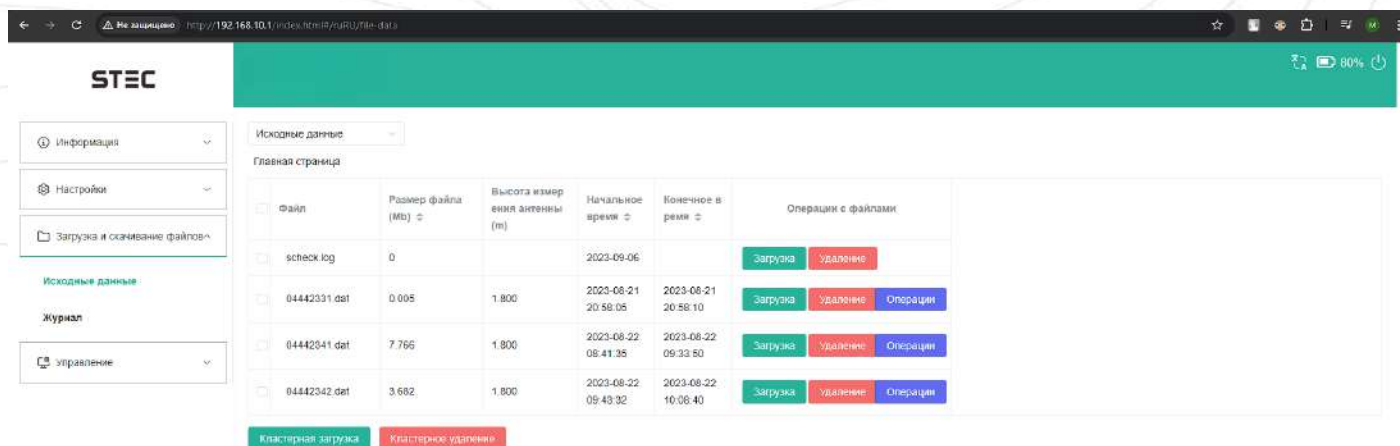 Не защищено http://192.168.10.1/index.html#/ruRU/file-data
M
STEC
80%
Информация
Исходные данные
Главная страница
Настройки
Файл
Размер файла (Mb)
Высота измер
ения антенны
(m)
Начальное
время
Конечное в
ремя
Операции с файлами
Загрузка и скачивание файлов
scheck.log 0 2023-09-06 Загрузка Удаление
Исходные данные
04442331.dat 0.005 1.800 2023-08-21 20:58:05 2023-08-21 20:58:10 Загрузка Удаление Операции
Журнал
04442341.dat 7.766 1.800 2023-08-22 08:41:35 2023-08-22 09:33:50 Загрузка Удаление Операции
Управление
04442342.dat 3.682 1.800 2023-08-22 09:43:32 2023-08-22 10:08:40 Загрузка Удаление Операции
Кластерная загрузка Кластерное удаление